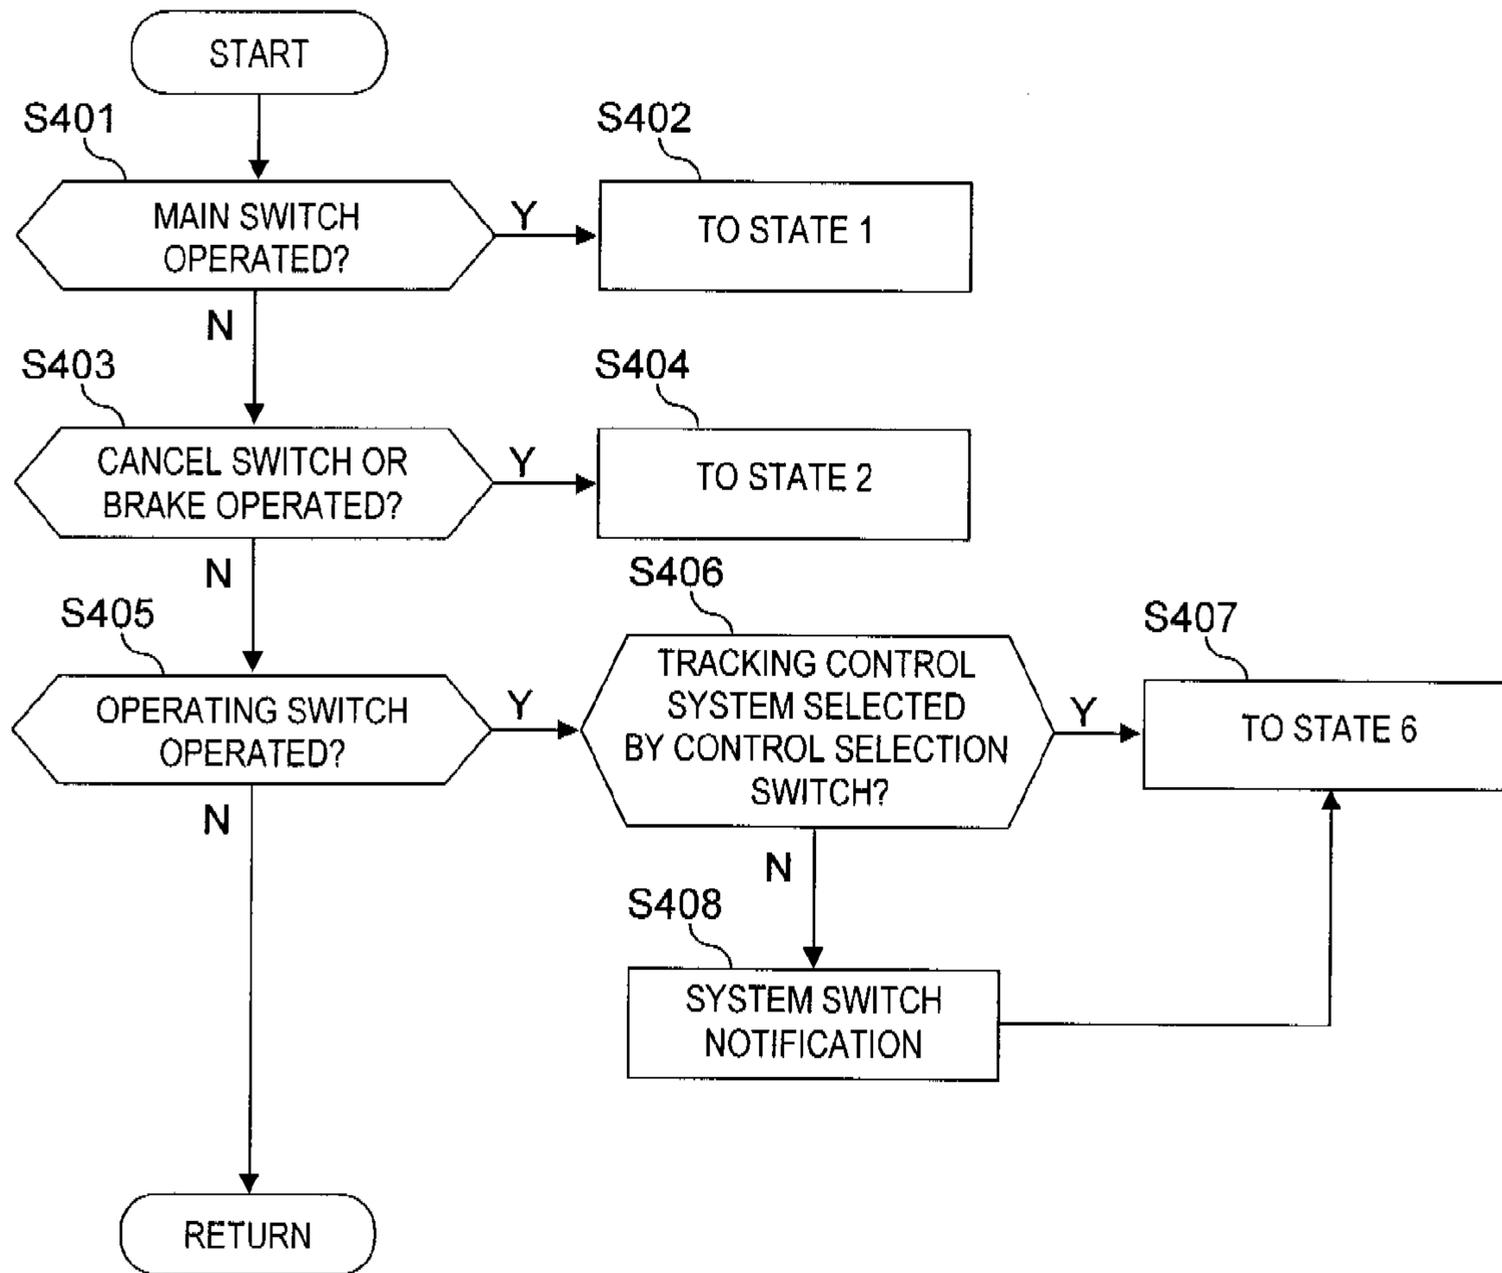 START
S401
S402
MAIN SWITCH
OPERATED?
Y
TO STATE 1
N
S403
S404
CANCEL SWITCH OR
BRAKE OPERATED?
Y
TO STATE 2
N
S405
S406
S407
OPERATING SWITCH
OPERATED?
Y
TRACKING CONTROL
SYSTEM SELECTED
BY CONTROL SELECTION
SWITCH?
Y
TO STATE 6
N
N
S408
SYSTEM SWITCH
NOTIFICATION
RETURN